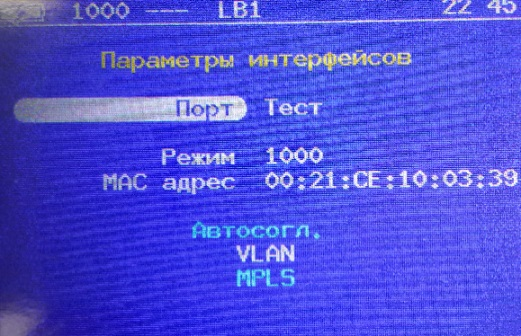 1000 --- LB1 22 45
Параметры интерфейсов
Порт Тест
Режим 1000
MAC адрес 00:21:CE:10:03:39
Автосогл.
VLAN
MPLS